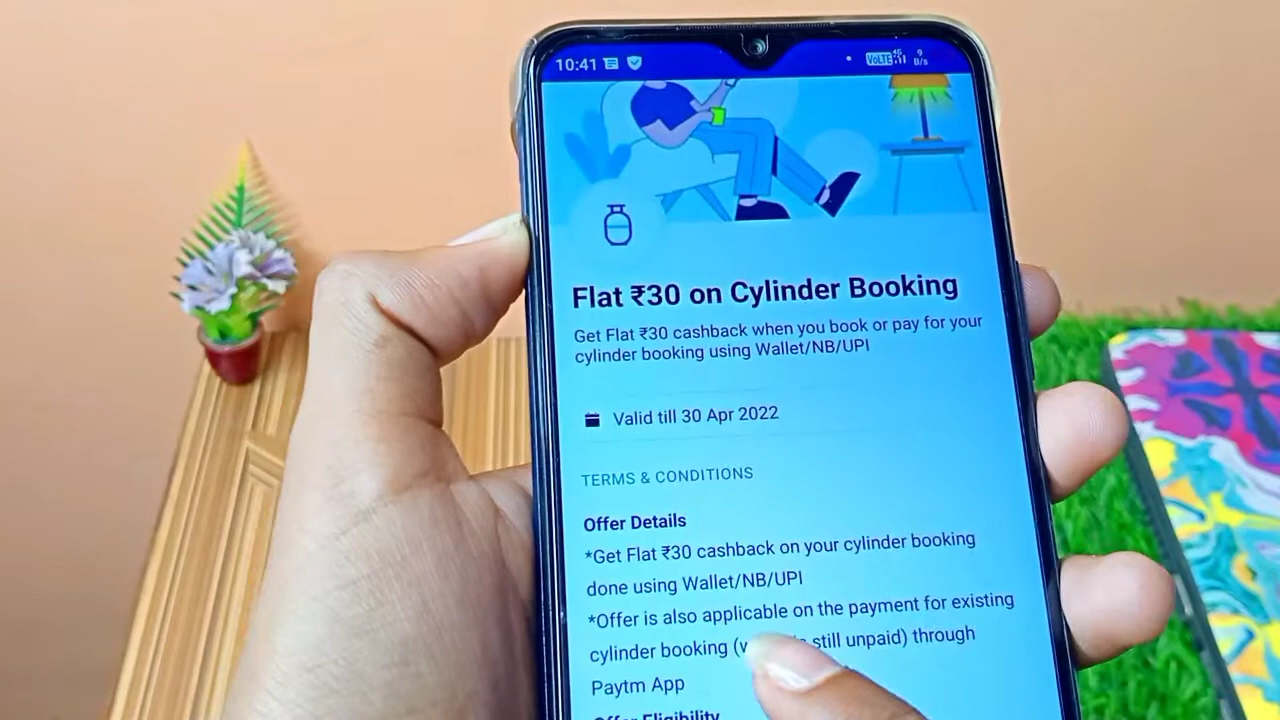 10:41
VoLTE 4G 9 B/s
Flat ₹30 on Cylinder Booking
Get Flat ₹30 cashback when you book or pay for your
cylinder booking using Wallet/NB/UPI
Valid till 30 Apr 2022
TERMS & CONDITIONS
Offer Details
*Get Flat ₹30 cashback on your cylinder booking
done using Wallet/NB/UPI
*Offer is also applicable on the payment for existing
cylinder booking ( still unpaid) through
Paytm App
Offer Eligibility